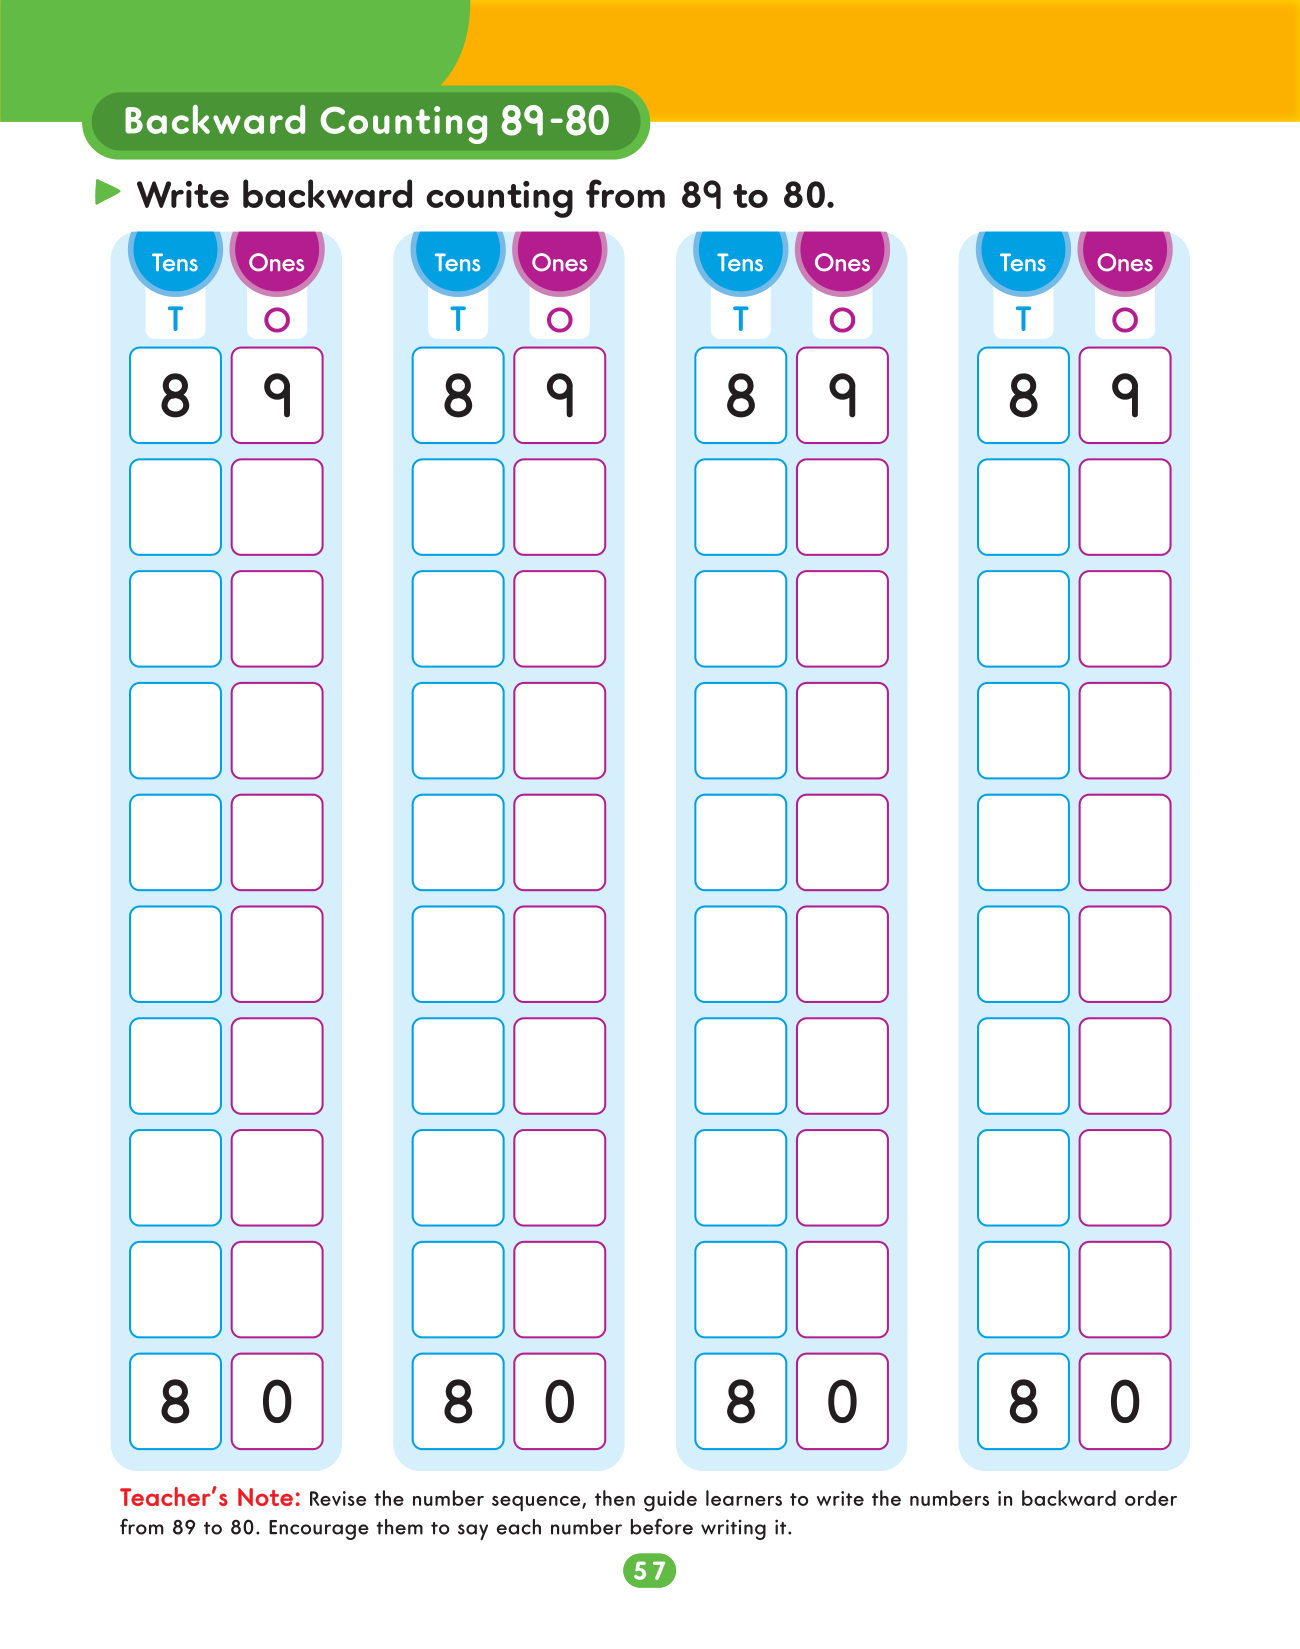 Backward Counting 89-80
Write backward counting from 89 to 80.
Tens Ones Tens Ones Tens Ones Tens Ones
T O T O T O T O
8 9 8 9 8 9 8 9
8 0 8 0 8 0 8 0
Teacher's Note: Revise the number sequence, then guide learners to write the numbers in backward order
from 89 to 80. Encourage them to say each number before writing it.
57